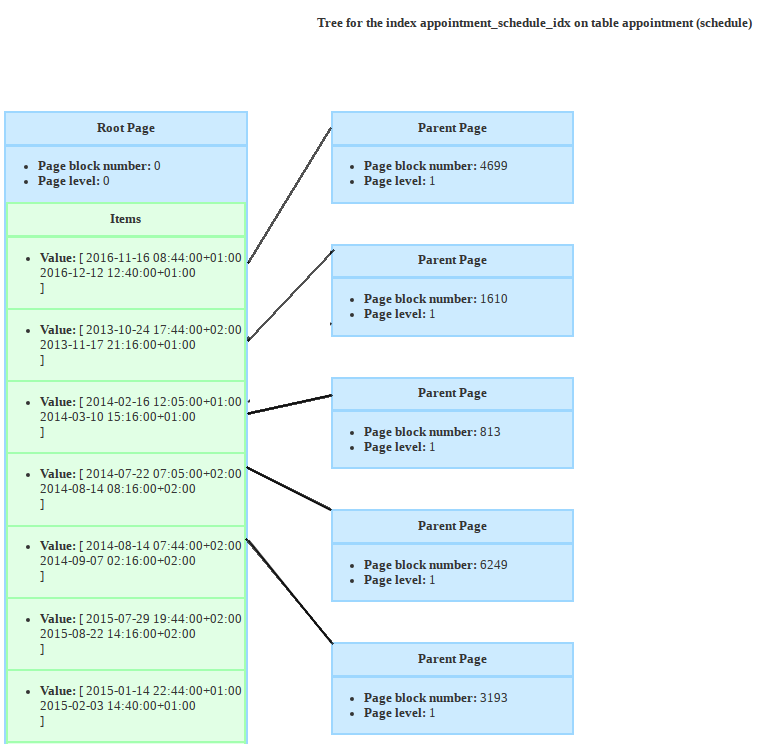 Tree for the index appointment_schedule_idx on table appointment (schedule)
Root Page
Page block number: 0
Page level: 0
Items
Value: [ 2016-11-16 08:44:00+01:00
2016-12-12 12:40:00+01:00
]
Value: [ 2013-10-24 17:44:00+02:00
2013-11-17 21:16:00+01:00
]
Value: [ 2014-02-16 12:05:00+01:00
2014-03-10 15:16:00+01:00
]
Value: [ 2014-07-22 07:05:00+02:00
2014-08-14 08:16:00+02:00
]
Value: [ 2014-08-14 07:44:00+02:00
2014-09-07 02:16:00+02:00
]
Value: [ 2015-07-29 19:44:00+02:00
2015-08-22 14:16:00+02:00
]
Value: [ 2015-01-14 22:44:00+01:00
2015-02-03 14:40:00+01:00
]
Parent Page
Page block number: 4699
Page level: 1
Parent Page
Page block number: 1610
Page level: 1
Parent Page
Page block number: 813
Page level: 1
Parent Page
Page block number: 6249
Page level: 1
Parent Page
Page block number: 3193
Page level: 1